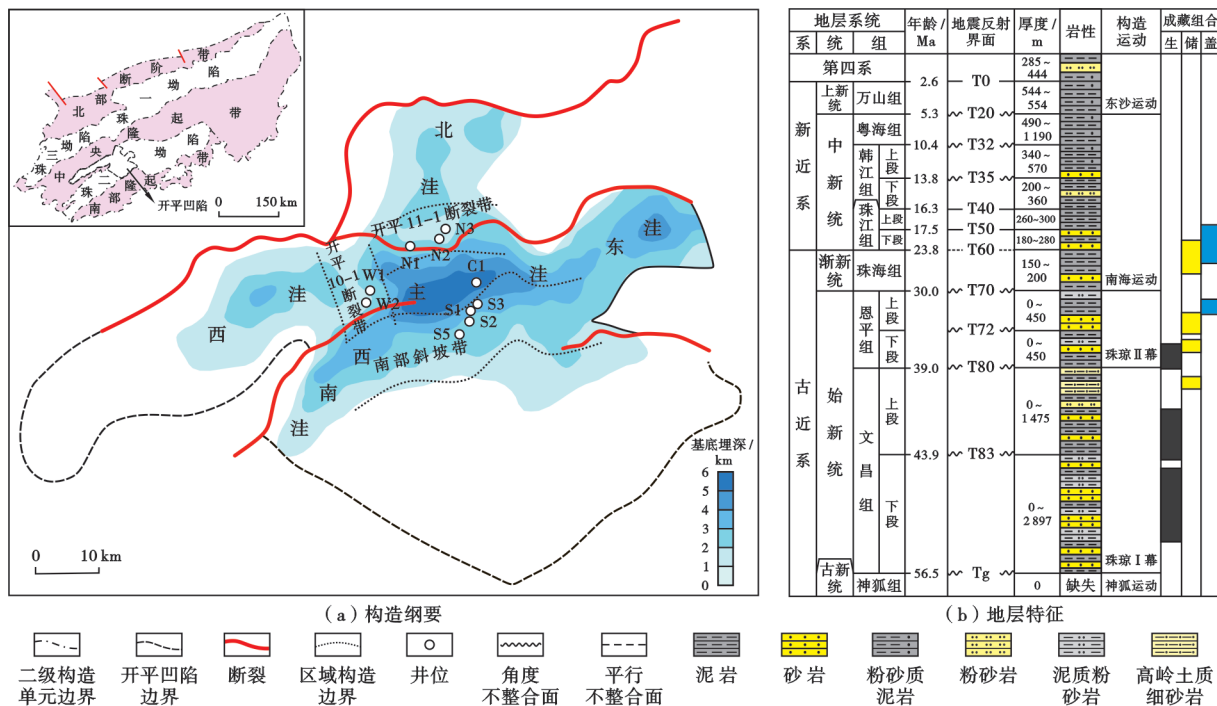 北部断阶带
珠一坳陷
中央隆起带
珠三坳陷
珠二坳陷
南部隆起带
开平凹陷
0 150 km
北洼
开平 11-1 断裂带
开平 10-1 断裂带
N1
N2
N3
W1
W2
C1
S1
S3
S2
S5
主洼
东洼
西洼
西南洼
南部斜坡带
基底埋深/
km
6
5
4
3
2
1
0
0 10 km
(a)构造纲要
地层系统
年龄/
Ma
地震反射
界面
厚度/
m
岩性
构造
运动
成藏组合
系 统 组
生 储 盖
第四系
285~
444
2.6 T0
新近系
上新统
万山组
544~
554
5.3 T20
东沙运动
中新统
粤海组
490~
1 190
10.4 T32
韩江组
上段
340~
570
13.8 T35
下段
200~
360
16.3 T40
珠江组
上段
260~300
17.5 T50
下段
180~280
23.8 T60
古近系
渐新统
珠海组
150~
200
南海运动
30.0 T70
始新统
恩平组
上段
0~
450
T72
下段
0~
450
珠琼Ⅱ幕
39.0 T80
文昌组
上段
0~
1 475
43.9 T83
下段
0~
2 897
珠琼Ⅰ幕
56.5 Tg
古新统
神狐组
0
缺失
神狐运动
(b)地层特征
二级构造
单元边界
开平凹陷
边界
断裂
区域构造
边界
井位
角度
不整合面
平行
不整合面
泥岩
砂岩
粉砂质
泥岩
粉砂岩
泥质粉
砂岩
高岭土质
细砂岩